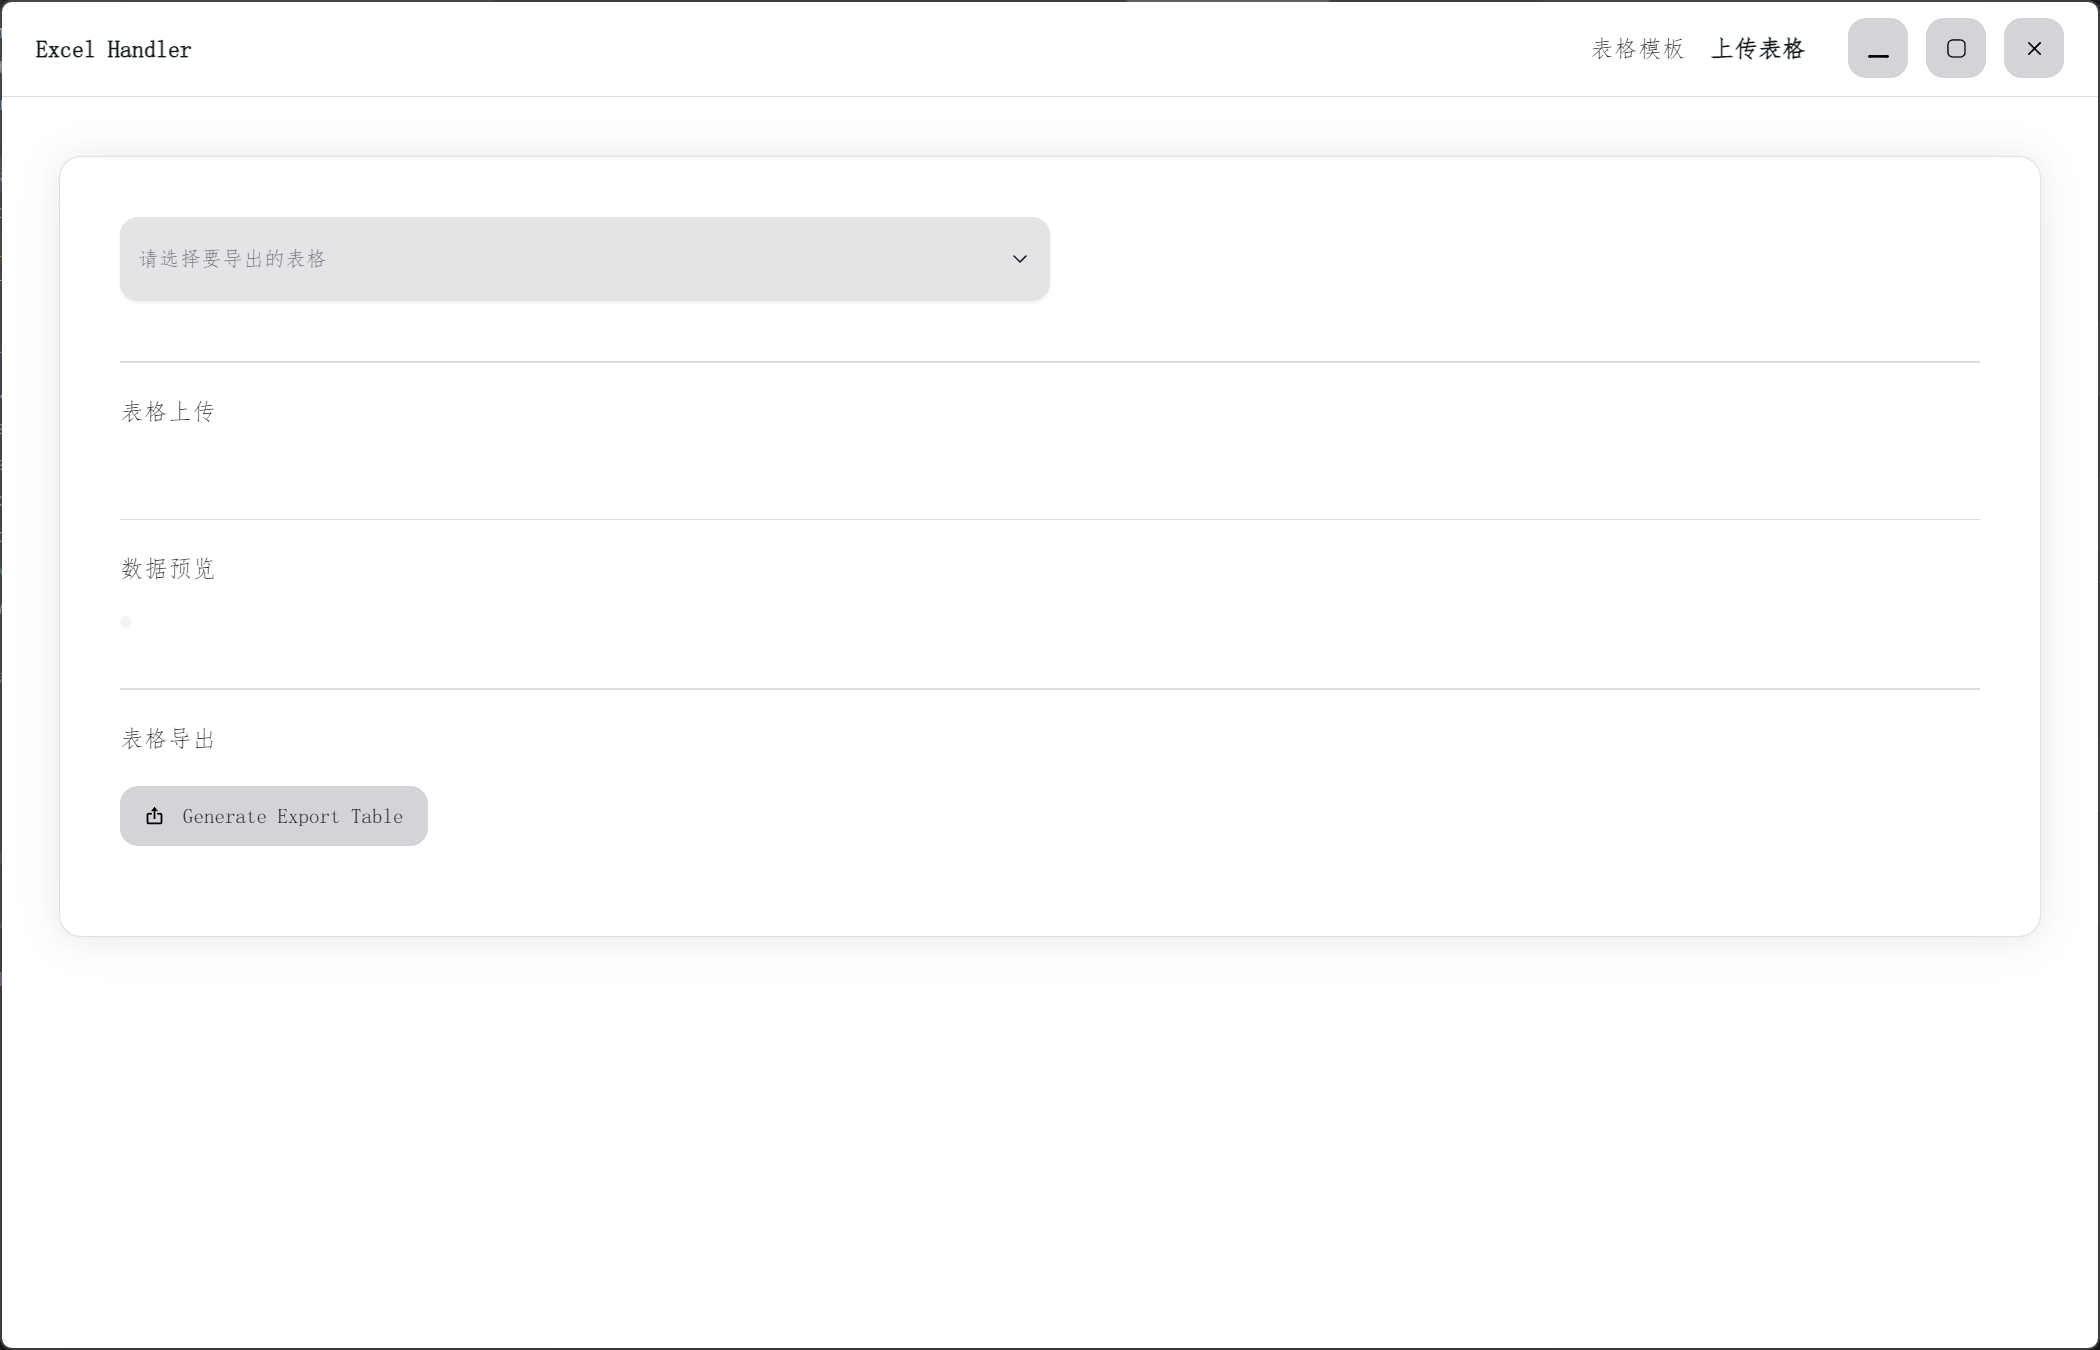 Excel Handler
表格模板 上传表格
请选择要导出的表格
表格上传
数据预览
表格导出
Generate Export Table